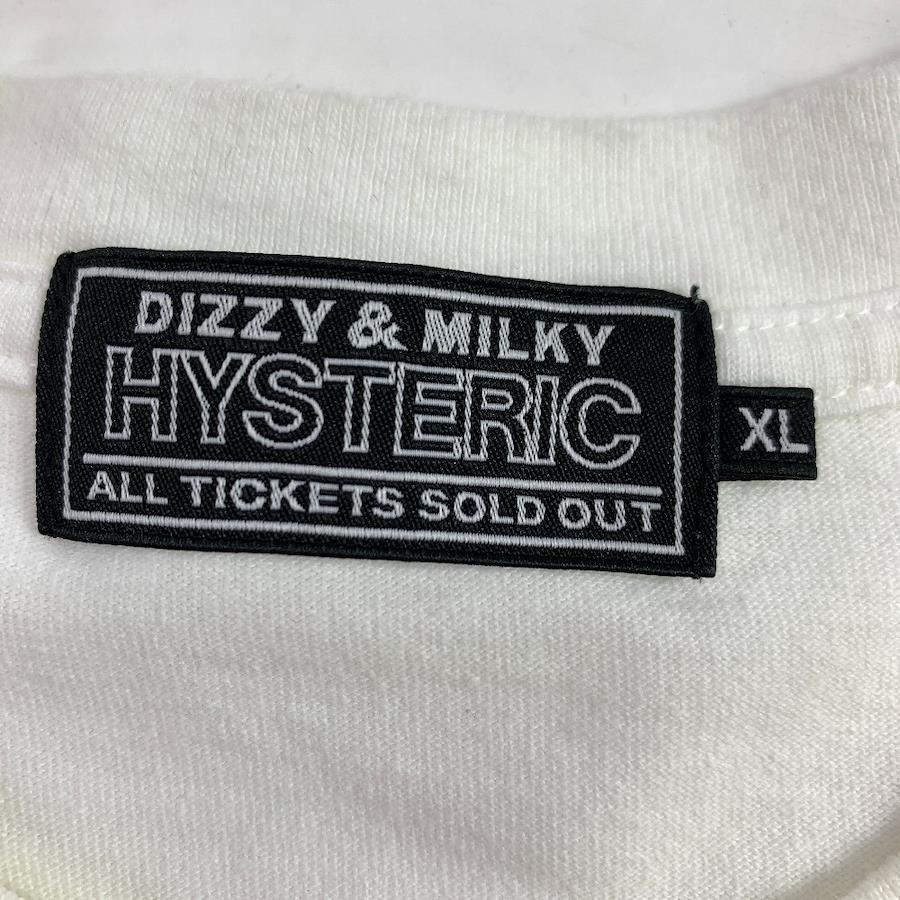 DIZZY & MILKY
HYSTERIC
ALL TICKETS SOLD OUT
XL